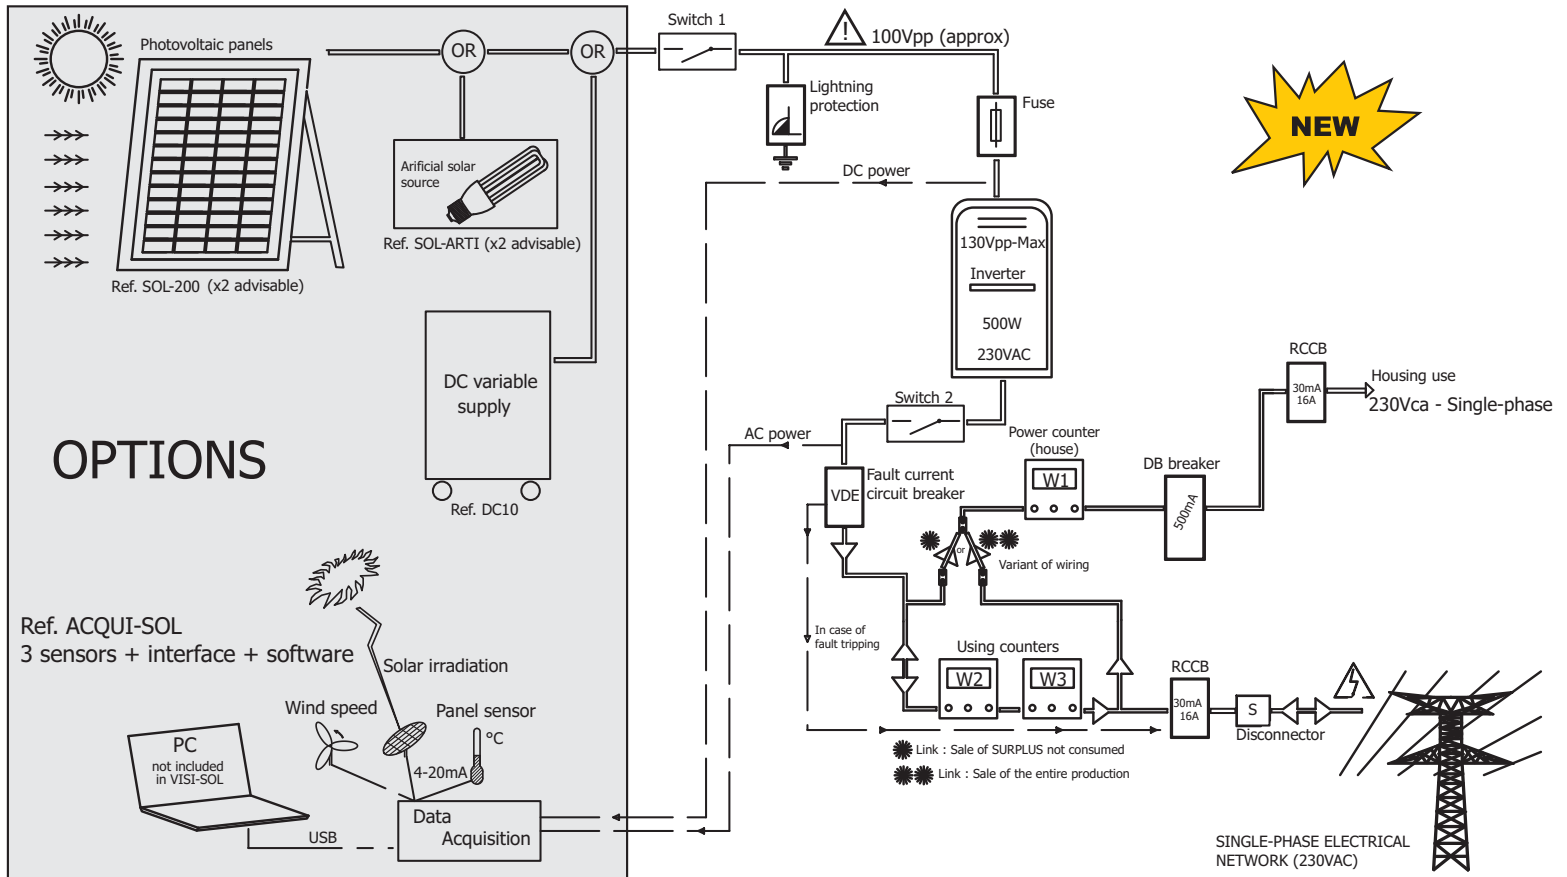 Photovoltaic panels
OR
OR
Switch 1
100Vpp (approx)
Lightning
protection
Fuse
NEW
Arificial solar
source
Ref. SOL-ARTI (x2 advisable)
Ref. SOL-200 (x2 advisable)
DC power
130Vpp-Max
Inverter
500W
230VAC
DC variable
supply
Ref. DC10
OPTIONS
Switch 2
AC power
VDE
Fault current
circuit breaker
Power counter
(house)
W1
DB breaker
500mA
RCCB
30mA
16A
Housing use
230Vca - Single-phase
or
Variant of wiring
In case of
fault tripping
Using counters
W2
W3
RCCB
30mA
16A
S
Disconnector
Link : Sale of SURPLUS not consumed
Link : Sale of the entire production
SINGLE-PHASE ELECTRICAL
NETWORK (230VAC)
Ref. ACQUI-SOL
3 sensors + interface + software
Solar irradiation
Wind speed
Panel sensor
°C
4-20mA
PC
not included
in VISI-SOL
USB
Data
Acquisition